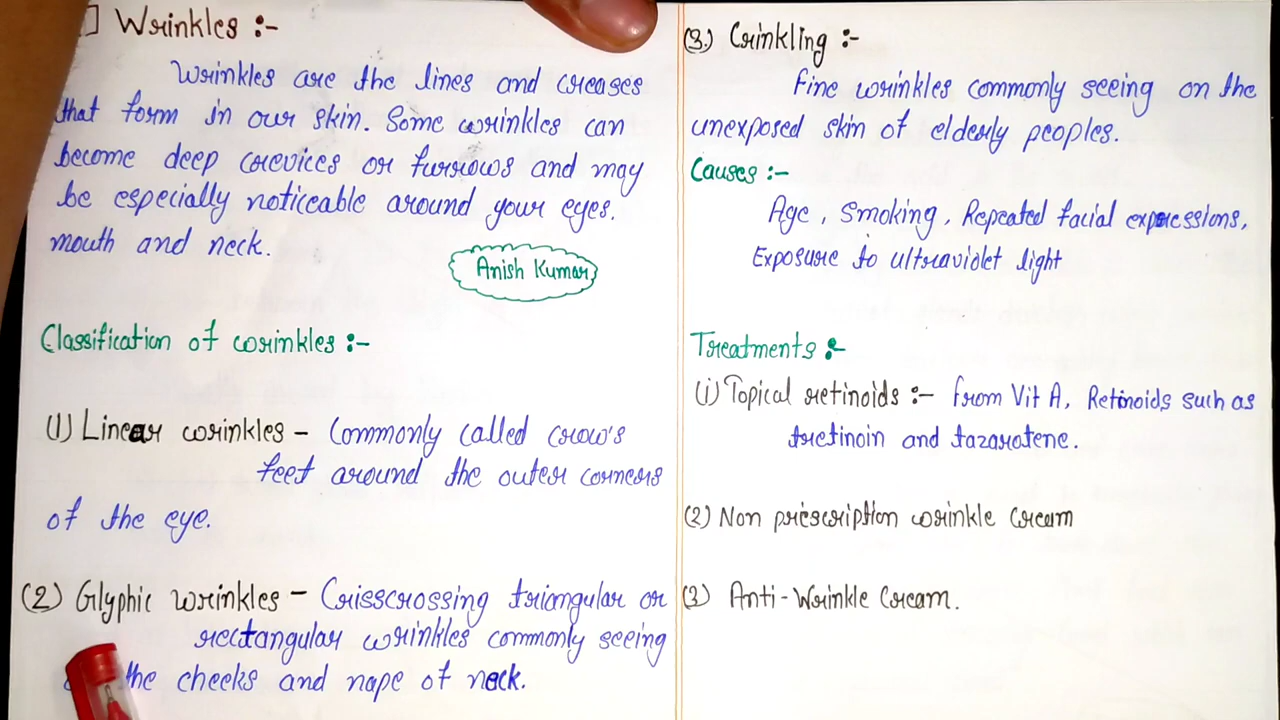 ] Wrinkles :-
Wrinkles are the lines and creases
that form in our skin. Some wrinkles can
become deep crevices or furrows and may
be especially noticeable around your eyes.
mouth and neck.
Anish Kumar
Classification of wrinkles :-
(1) Linear wrinkles - Commonly called crow's
feet around the outer corners
of the eye.
(2) Glyphic wrinkles - Crisscrossing triangular or
rectangular wrinkles commonly seeing
the cheeks and nape of neck.
(3.) Crinkling :-
Fine wrinkles commonly seeing on the
unexposed skin of elderly peoples.
Causes :-
Age, Smoking, Repeated facial expressions,
Exposure to ultraviolet light
Treatments :-
(i) Topical retinoids :- from Vit A, Retinoids such as
tretinoin and tazarotene.
(2) Non prescription wrinkle cream
(3) Anti-Wrinkle Cream.